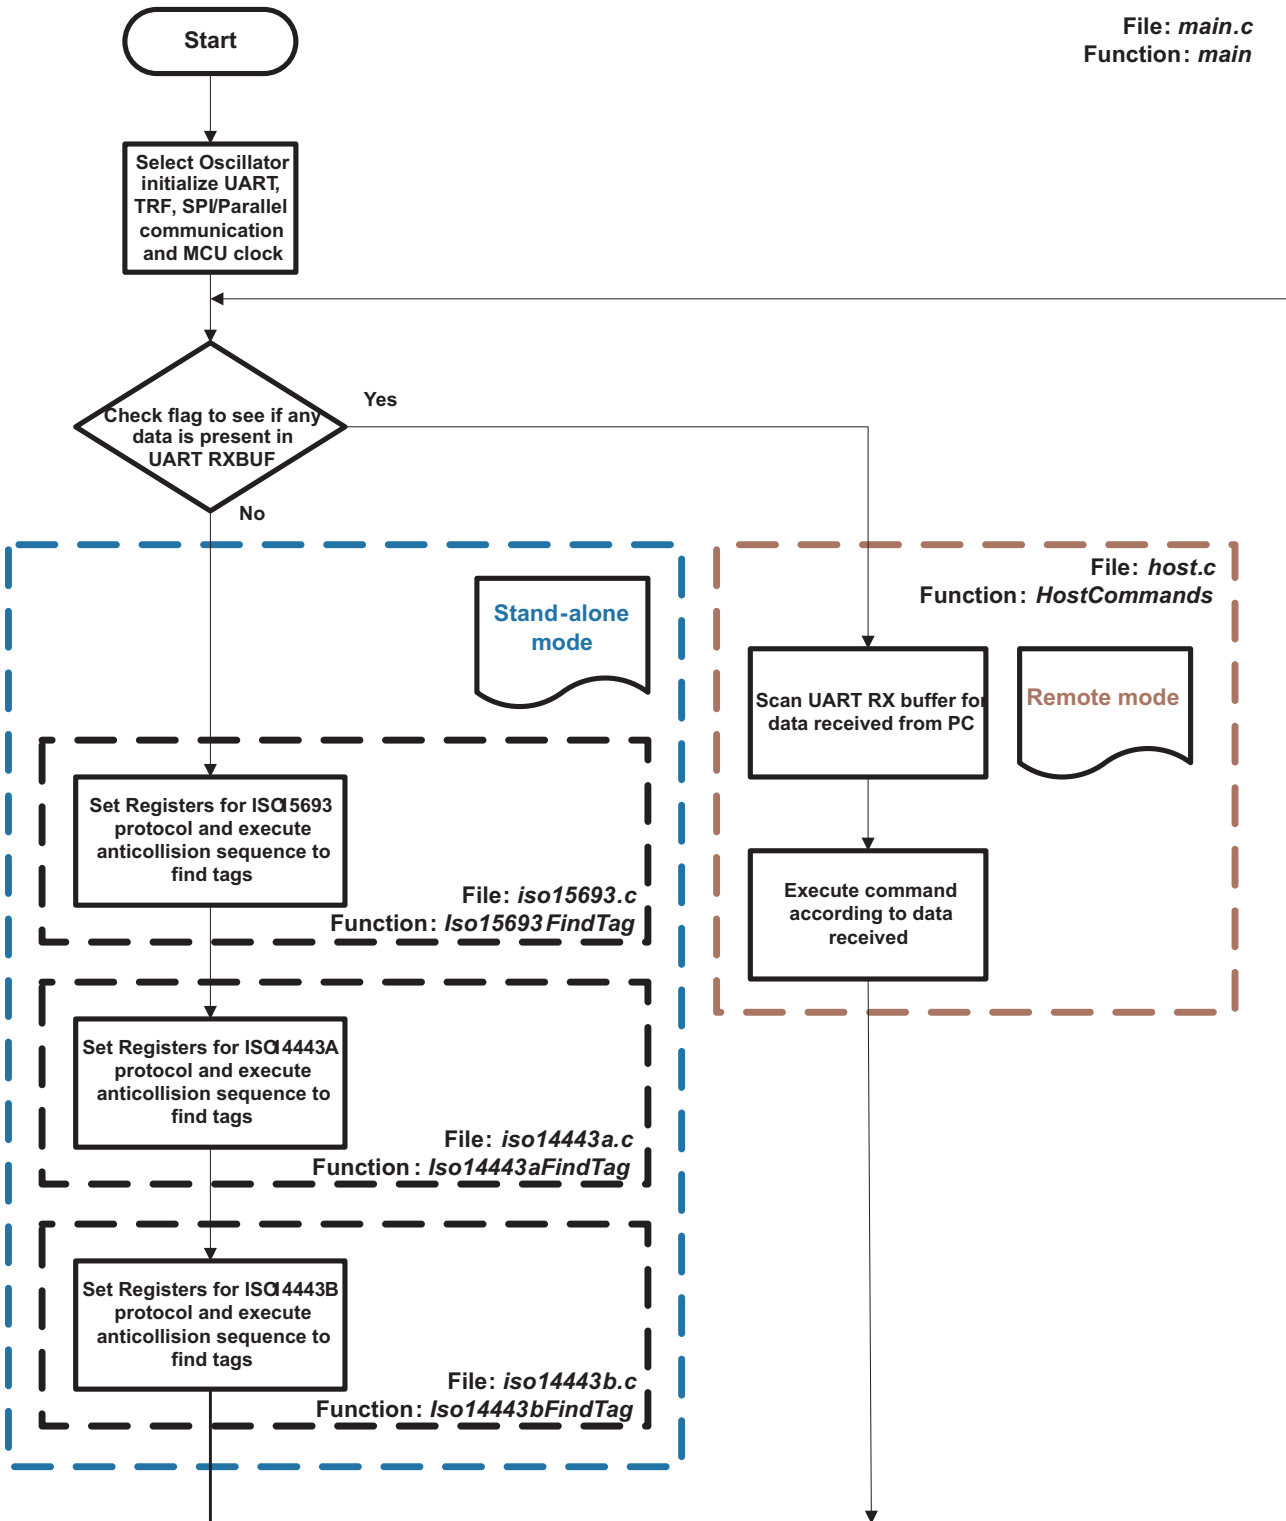 Start
File: main.c
Function: main
Select Oscillator
initialize UART,
TRF, SPI/Parallel
communication
and MCU clock
Check flag to see if any
data is present in
UART RXBUF
Yes
No
Stand-alone
mode
File: host.c
Function: HostCommands
Scan UART RX buffer for
data received from PC
Remote mode
Set Registers for ISO15693
protocol and execute
anticollision sequence to
find tags
File: iso15693.c
Function: Iso15693FindTag
Execute command
according to data
received
Set Registers for ISO14443A
protocol and execute
anticollision sequence to
find tags
File: iso14443a.c
Function: Iso14443aFindTag
Set Registers for ISO14443B
protocol and execute
anticollision sequence to
find tags
File: iso14443b.c
Function: Iso14443bFindTag